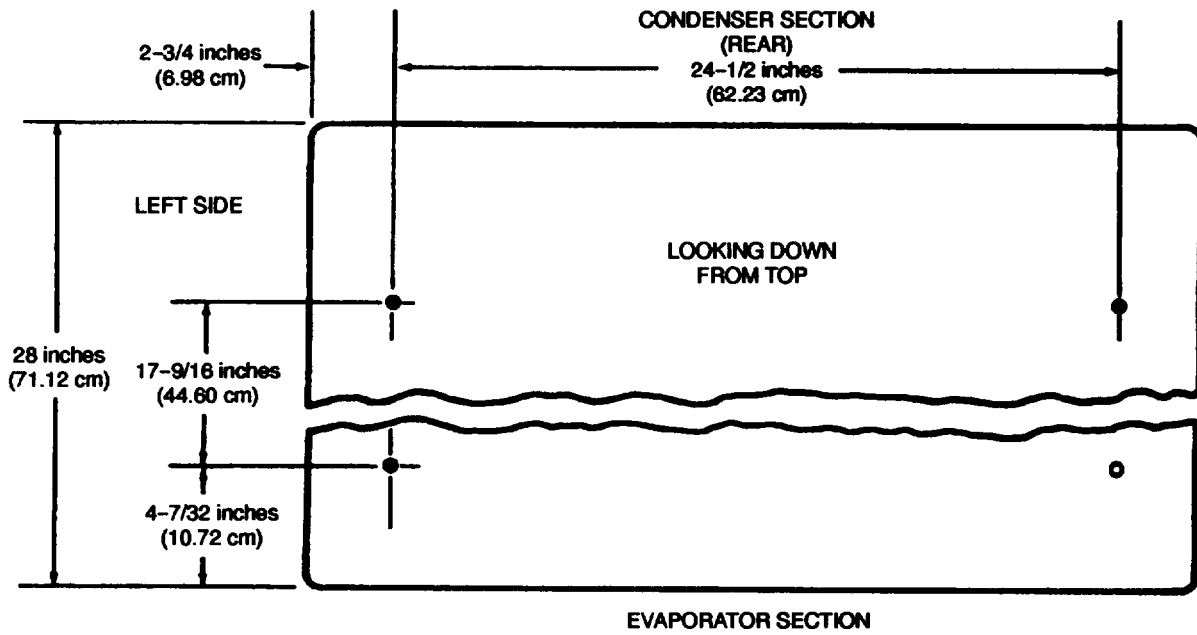 CONDENSER SECTION
(REAR)
2–3/4 inches
(6.98 cm)
24–1/2 inches
(62.23 cm)
LEFT SIDE
LOOKING DOWN
FROM TOP
28 inches
(71.12 cm)
17–9/16 inches
(44.60 cm)
4–7/32 inches
(10.72 cm)
EVAPORATOR SECTION